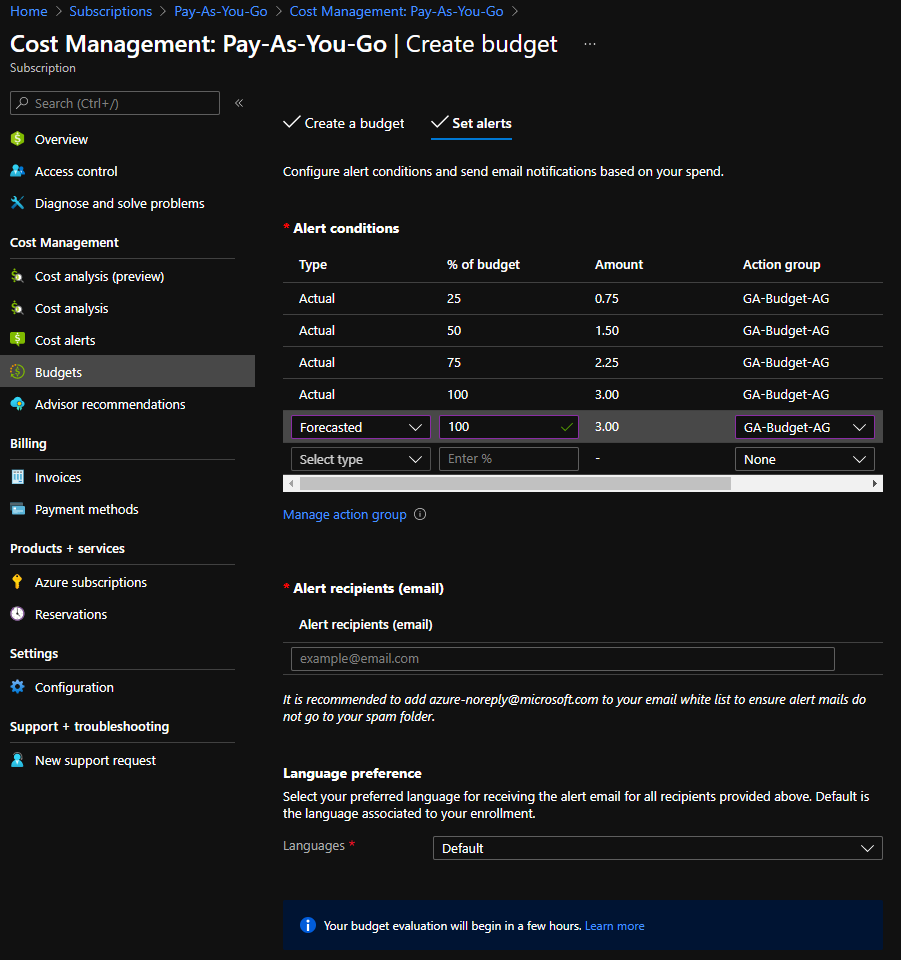 Home > Subscriptions > Pay-As-You-Go > Cost Management: Pay-As-You-Go >
Cost Management: Pay-As-You-Go | Create budget ...
Subscription
Search (Ctrl+/) «
Overview
Access control
Diagnose and solve problems
Cost Management
Cost analysis (preview)
Cost analysis
Cost alerts
Budgets
Advisor recommendations
Billing
Invoices
Payment methods
Products + services
Azure subscriptions
Reservations
Settings
Configuration
Support + troubleshooting
New support request
Create a budget Set alerts
Configure alert conditions and send email notifications based on your spend.
* Alert conditions
Type % of budget Amount Action group
Actual 25 0.75 GA-Budget-AG
Actual 50 1.50 GA-Budget-AG
Actual 75 2.25 GA-Budget-AG
Actual 100 3.00 GA-Budget-AG
Forecasted 100 3.00 GA-Budget-AG
Select type Enter % - None
Manage action group
* Alert recipients (email)
Alert recipients (email)
example@email.com
It is recommended to add azure-noreply@microsoft.com to your email white list to ensure alert mails do
not go to your spam folder.
Language preference
Select your preferred language for receiving the alert email for all recipients provided above. Default is
the language associated to your enrollment.
Languages * Default
Your budget evaluation will begin in a few hours. Learn more